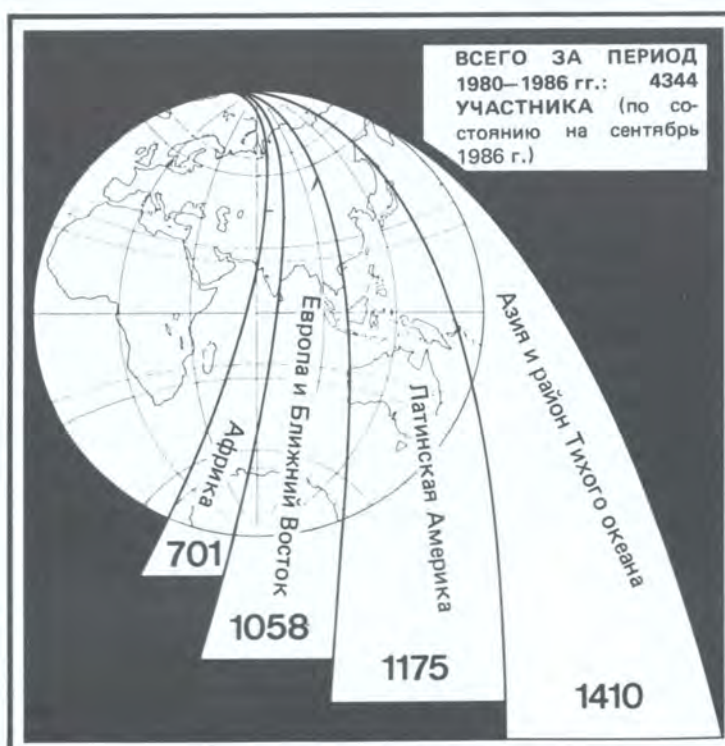 ВСЕГО ЗА ПЕРИОД
1980—1986 гг.: 4344
УЧАСТНИКА (по со-
стоянию на сентябрь
1986 г.)
Африка
701
Европа и Ближний Восток
1058
Латинская Америка
1175
Азия и район Тихого океана
1410